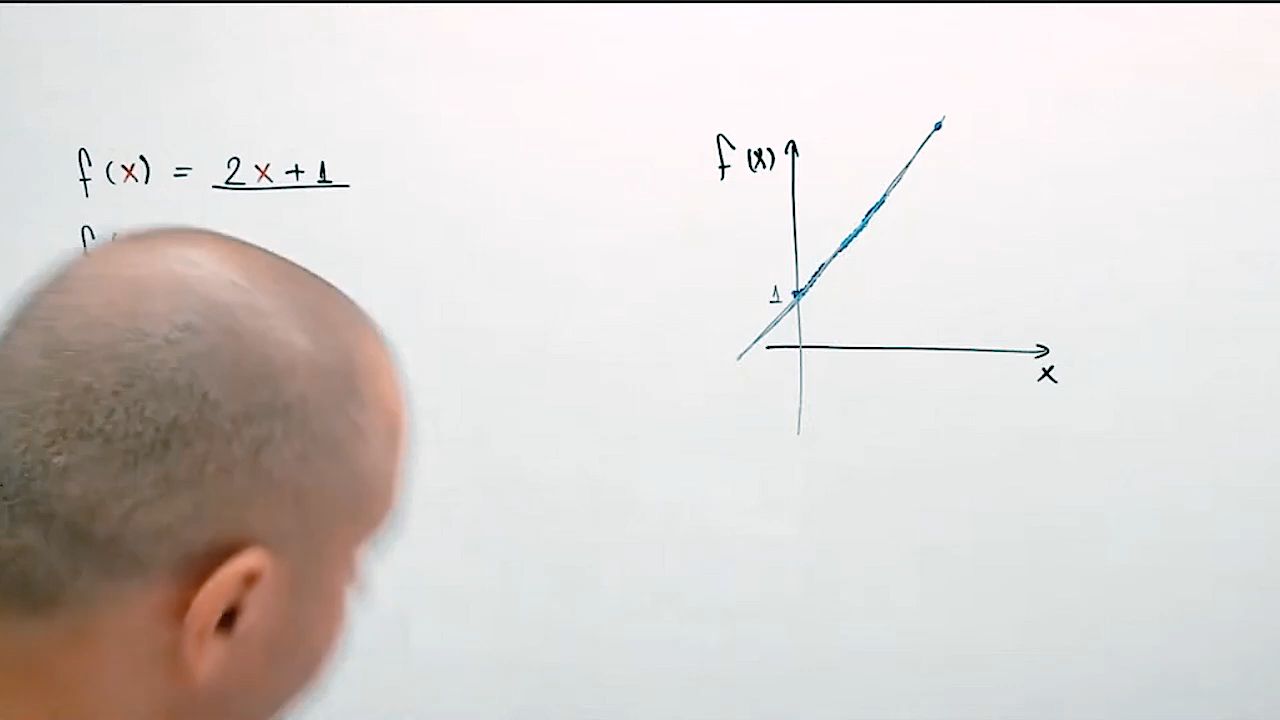 f(x) = 2x+1
f(x)
1
x